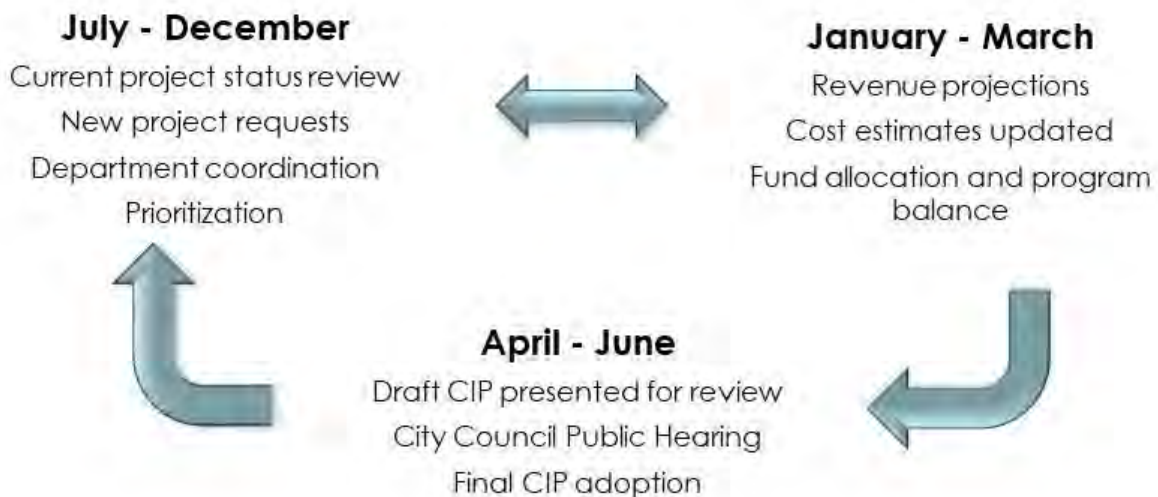 July - December
Current project status review
New project requests
Department coordination
Prioritization
January - March
Revenue projections
Cost estimates updated
Fund allocation and program
balance
April - June
Draft CIP presented for review
City Council Public Hearing
Final CIP adoption